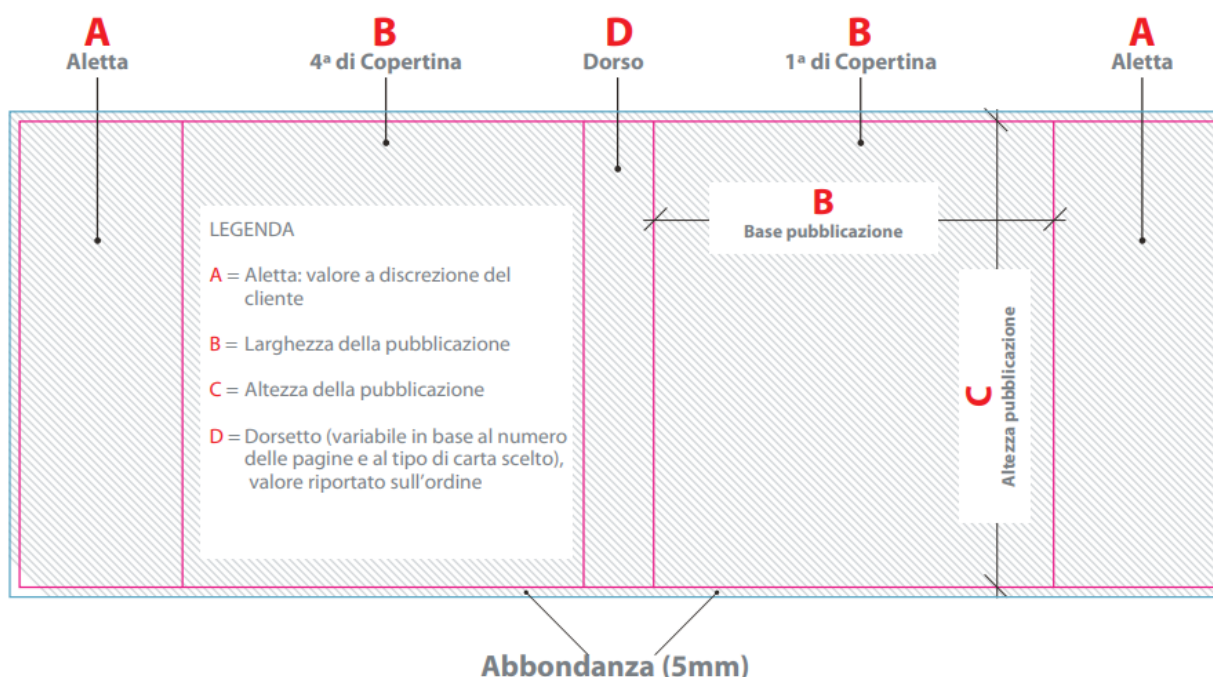 A
Aletta
B
4ª di Copertina
D
Dorso
B
1ª di Copertina
A
Aletta
B
Base pubblicazione
LEGENDA
A = Aletta: valore a discrezione del
cliente
B = Larghezza della pubblicazione
C = Altezza della pubblicazione
D = Dorsetto (variabile in base al numero
delle pagine e al tipo di carta scelto),
valore riportato sull’ordine
C
Altezza pubblicazione
Abbondanza (5mm)